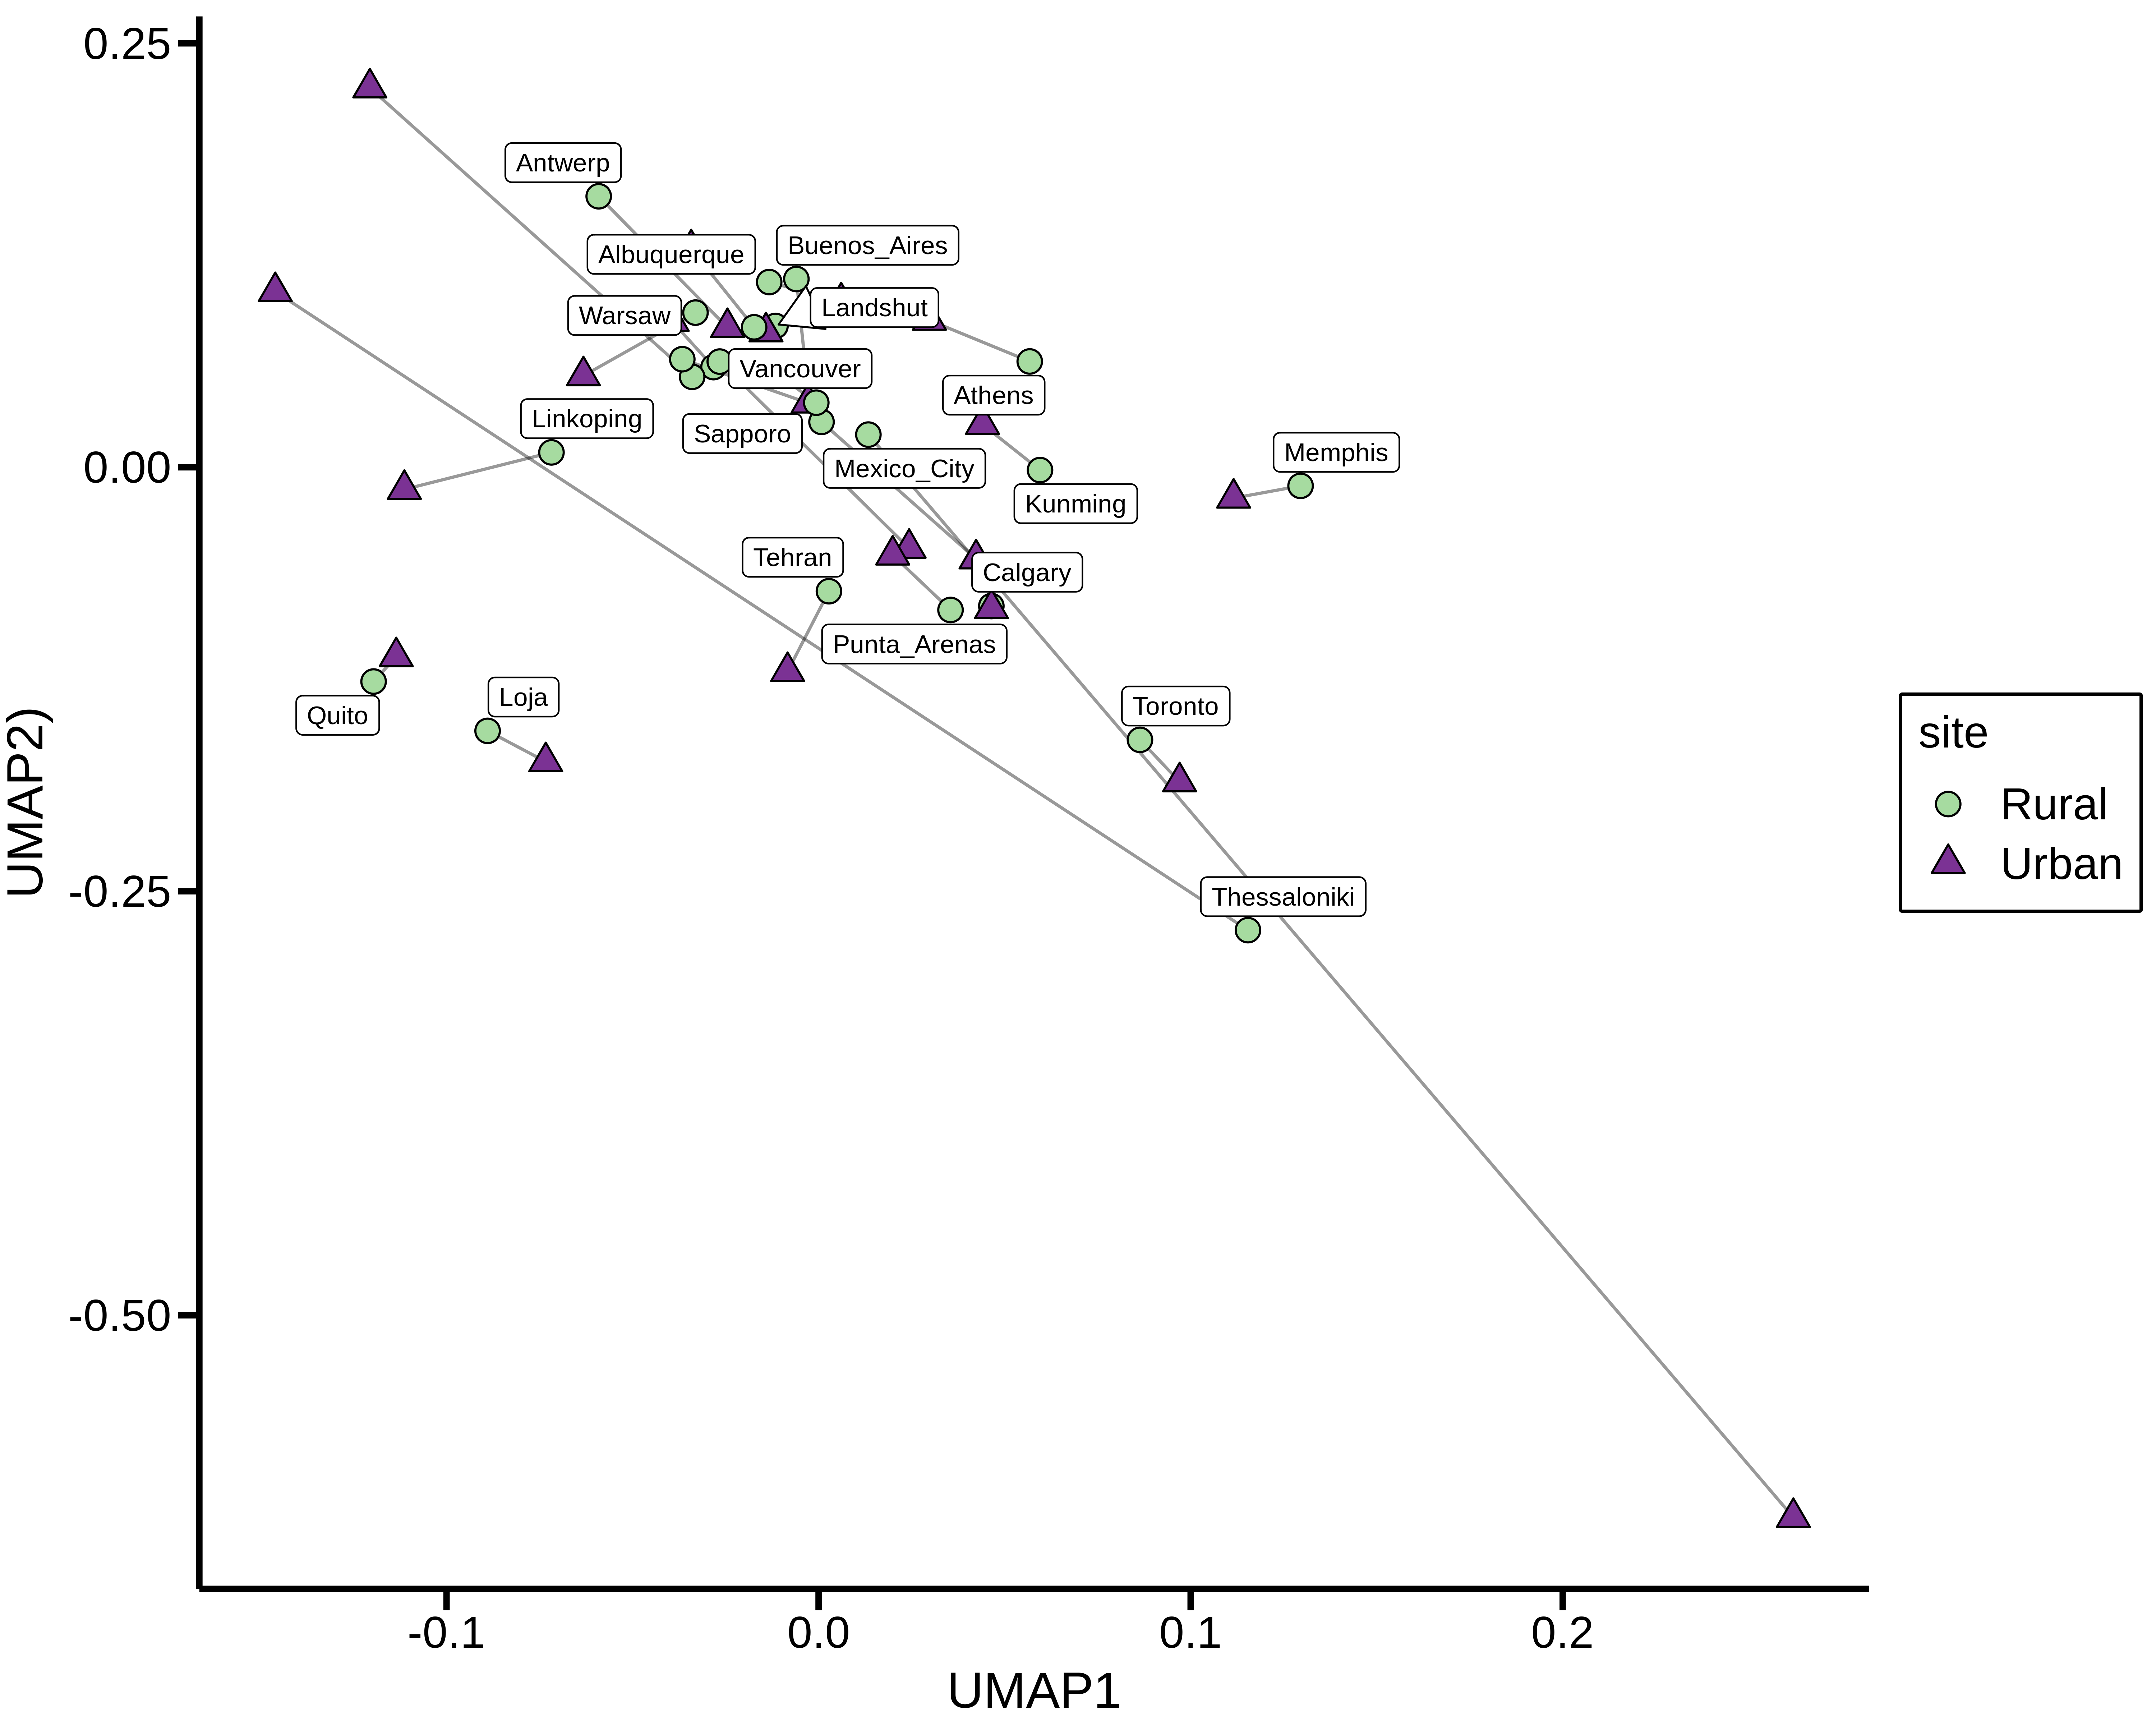 0.25
0.00
-0.25
-0.50
UMAP2)
Antwerp
Albuquerque
Buenos_Aires
Warsaw
Landshut
Vancouver
Athens
Linkoping
Sapporo
Mexico_City
Memphis
Kunming
Tehran
Calgary
Punta_Arenas
Quito
Loja
Toronto
Thessaloniki
-0.1
0.0
0.1
0.2
UMAP1
site
Rural
Urban